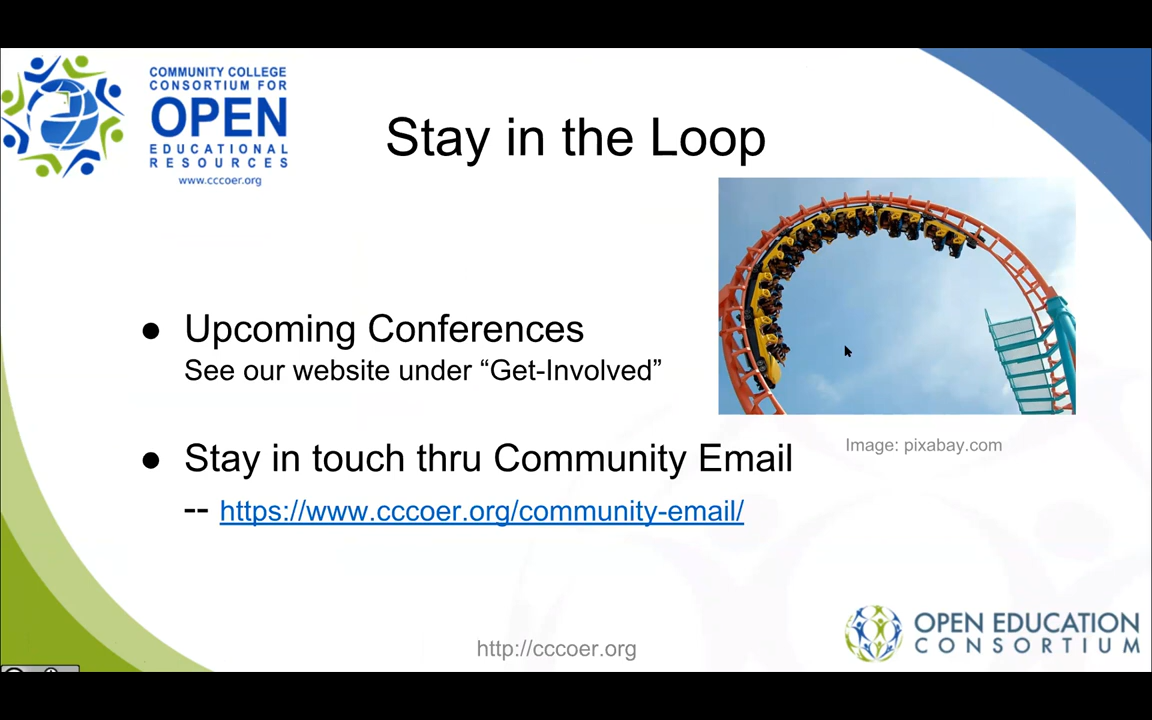 COMMUNITY COLLEGE
CONSORTIUM FOR
OPEN
EDUCATIONAL
RESOURCES
www.cccoer.org
Stay in the Loop
● Upcoming Conferences
See our website under “Get-Involved”
● Stay in touch thru Community Email
-- https://www.cccoer.org/community-email/
Image: pixabay.com
http://cccoer.org
OPEN EDUCATION
CONSORTIUM